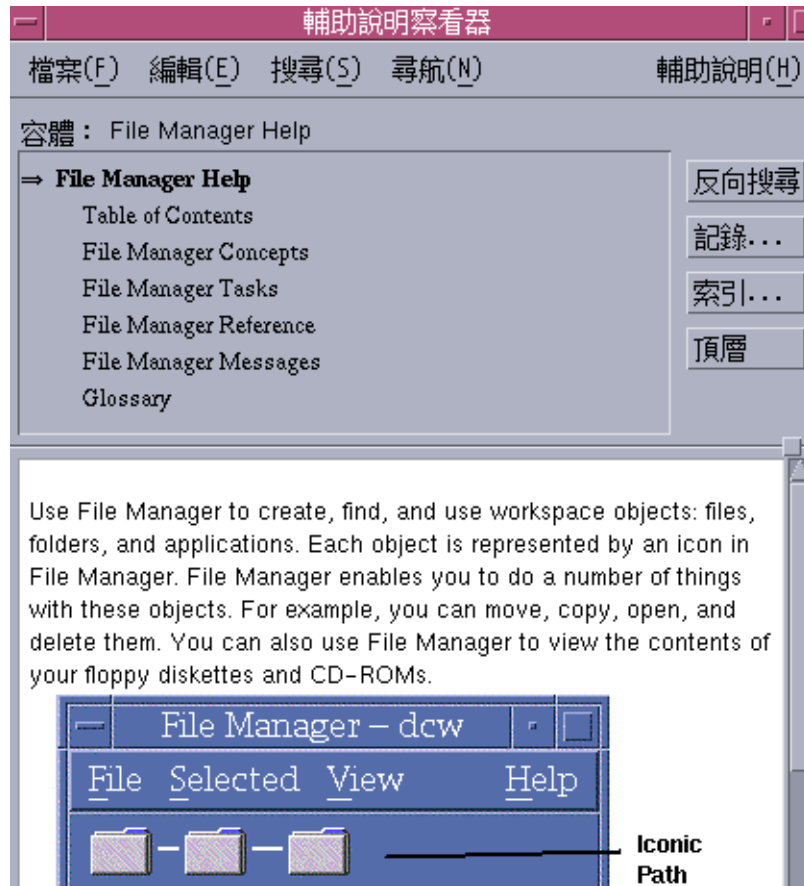 輔助說明察看器
檔案(F) 編輯(E) 搜尋(S) 尋航(N) 輔助說明(H)
容體： File Manager Help
⇒ File Manager Help
Table of Contents
File Manager Concepts
File Manager Tasks
File Manager Reference
File Manager Messages
Glossary
反向搜尋
記錄...
索引...
頂層
Use File Manager to create, find, and use workspace objects: files,
folders, and applications. Each object is represented by an icon in
File Manager. File Manager enables you to do a number of things
with these objects. For example, you can move, copy, open, and
delete them. You can also use File Manager to view the contents of
your floppy diskettes and CD-ROMs.
File Manager – dcw
File Selected View Help
Iconic
Path